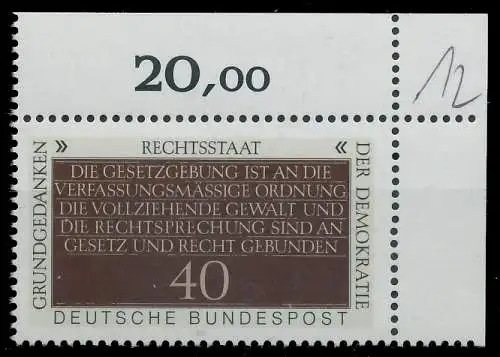 20,00
12
» RECHTSSTAAT «
GRUNDGEDANKEN
DIE GESETZGEBUNG IST AN DIE
VERFASSUNGSMÄSSIGE ORDNUNG
DIE VOLLZIEHENDE GEWALT UND
DIE RECHTSPRECHUNG SIND AN
GESETZ UND RECHT GEBUNDEN
40
DER DEMOKRATIE
DEUTSCHE BUNDESPOST